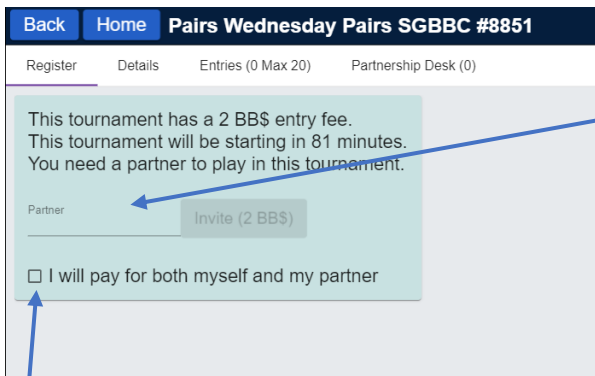 Back Home Pairs Wednesday Pairs SGBBC #8851
Register Details Entries (0 Max 20) Partnership Desk (0)
This tournament has a 2 BB$ entry fee.
This tournament will be starting in 81 minutes.
You need a partner to play in this tournament.
Partner
Invite (2 BB$)
I will pay for both myself and my partner